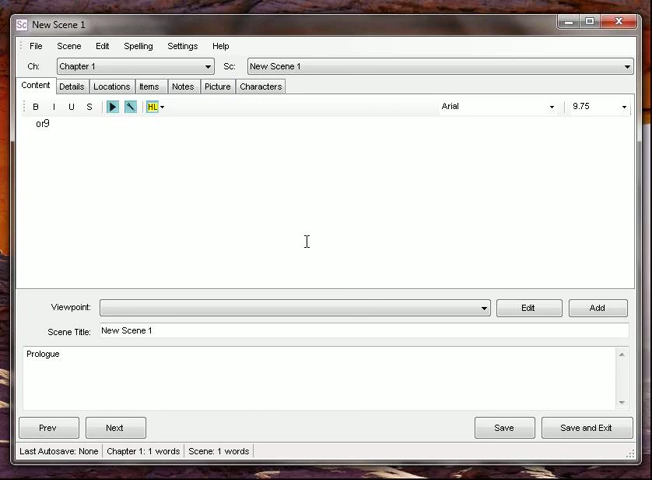 Sc New Scene 1
File Scene Edit Spelling Settings Help
Ch: Chapter 1 Sc: New Scene 1
Content Details Locations Items Notes Picture Characters
B I U S HL Arial 9.75
or9
Viewpoint: Edit Add
Scene Title: New Scene 1
Prologue
Prev Next Save Save and Exit
Last Autosave: None Chapter 1: 1 words Scene: 1 words